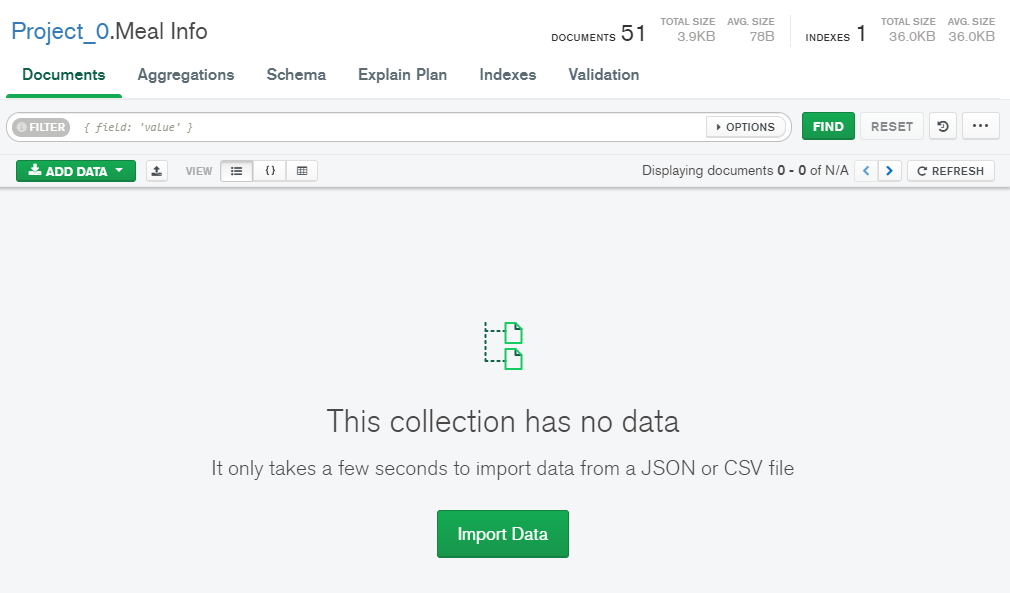 Project_0.Meal Info
DOCUMENTS 51 TOTAL SIZE 3.9KB AVG. SIZE 78B INDEXES 1 TOTAL SIZE 36.0KB AVG. SIZE 36.0KB
Documents Aggregations Schema Explain Plan Indexes Validation
FILTER { field: 'value' } OPTIONS FIND RESET ...
ADD DATA VIEW {} Displaying documents 0 - 0 of N/A < > REFRESH
This collection has no data
It only takes a few seconds to import data from a JSON or CSV file
Import Data